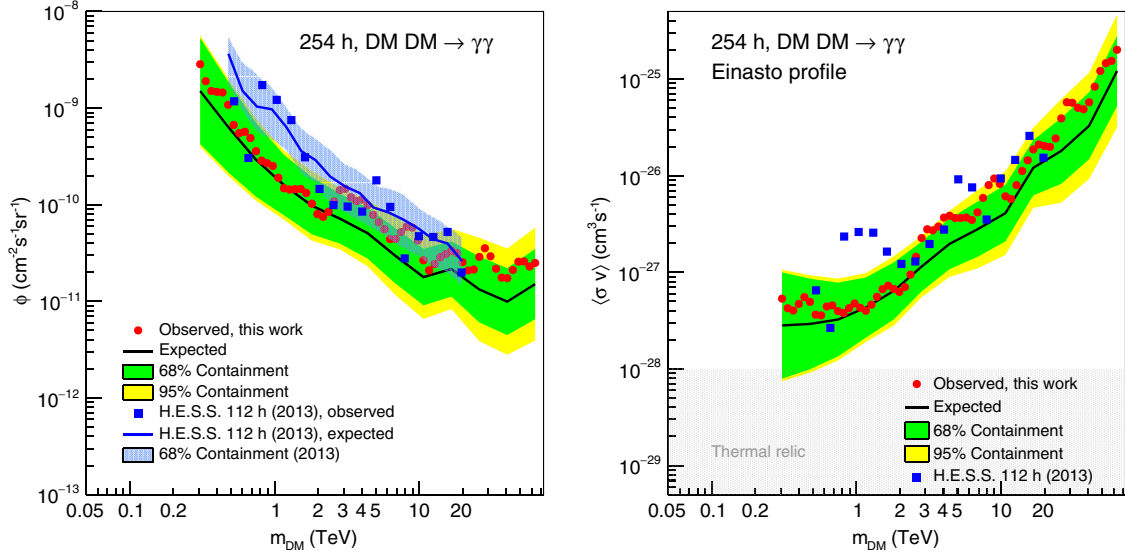 254 h, DM DM → γγ
10⁻⁸
10⁻⁹
10⁻¹⁰
10⁻¹¹
10⁻¹²
10⁻¹³
ϕ (cm⁻²s⁻¹sr⁻¹)
Observed, this work
Expected
68% Containment
95% Containment
H.E.S.S. 112 h (2013), observed
H.E.S.S. 112 h (2013), expected
68% Containment (2013)
0.05 0.1 0.2 1 2 3 4 5 10 20
m_DM (TeV)
254 h, DM DM → γγ
Einasto profile
10⁻²⁵
10⁻²⁶
10⁻²⁷
10⁻²⁸
10⁻²⁹
⟨σ v⟩ (cm³s⁻¹)
Observed, this work
Expected
68% Containment
95% Containment
H.E.S.S. 112 h (2013)
Thermal relic
0.05 0.1 0.2 1 2 3 4 5 10 20
m_DM (TeV)